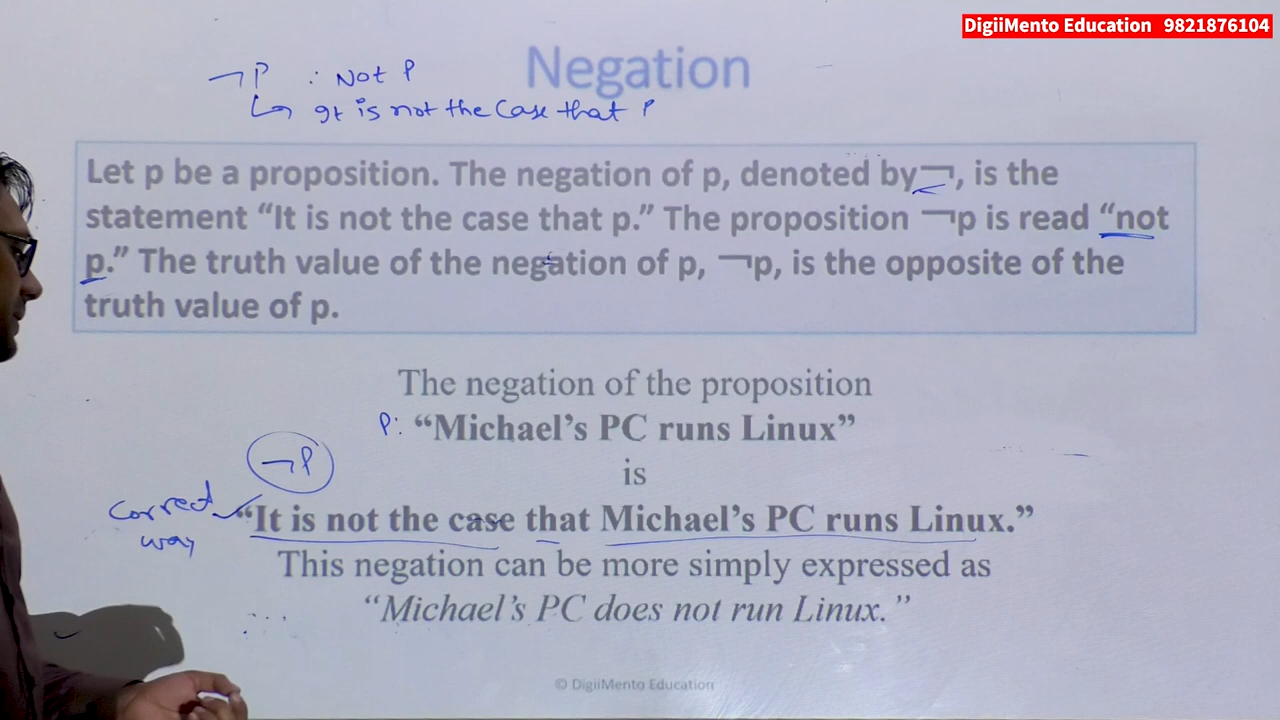 DigiiMento Education 9821876104
Negation
¬P : Not P
↳ It is not the Case that P
Let p be a proposition. The negation of p, denoted by¬, is the
statement “It is not the case that p.” The proposition ¬p is read “not
p.” The truth value of the negation of p, ¬p, is the opposite of the
truth value of p.
The negation of the proposition
P: “Michael’s PC runs Linux”
is
¬P
Correct
way
“It is not the case that Michael’s PC runs Linux.”
This negation can be more simply expressed as
“Michael’s PC does not run Linux.”
© DigiiMento Education